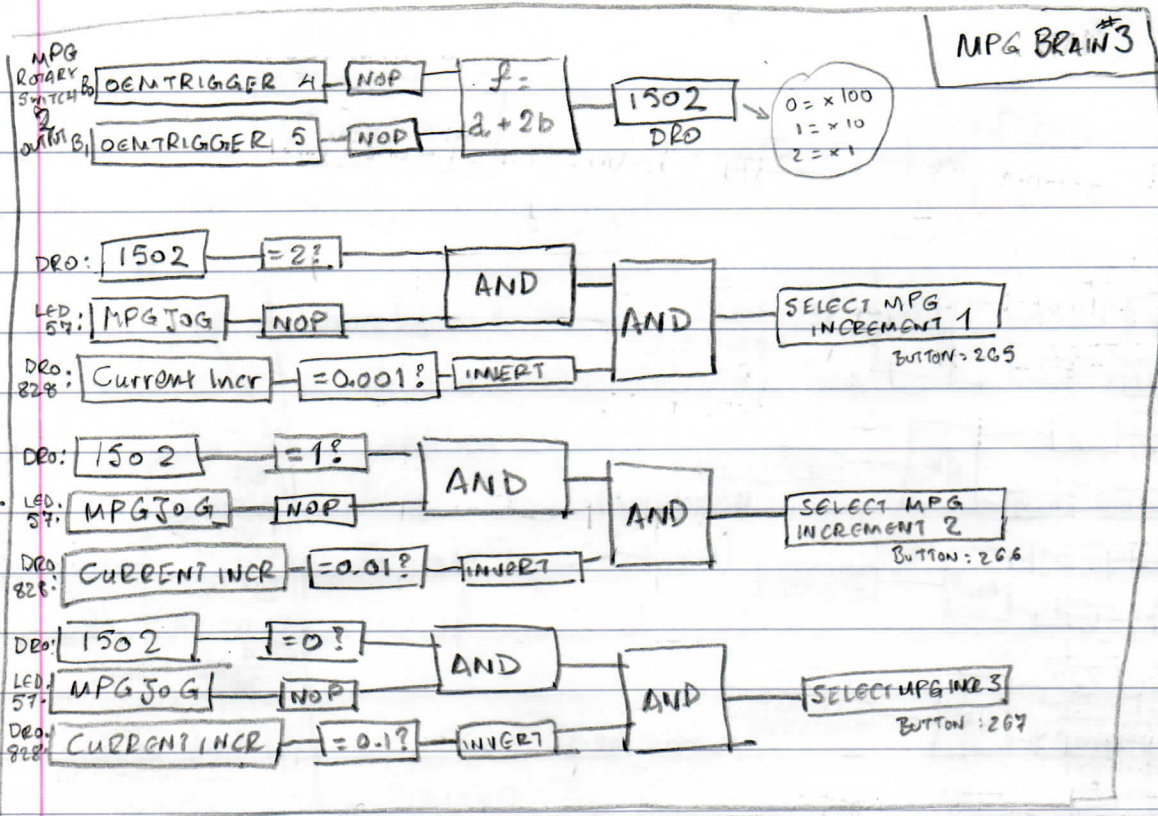 MPG BRAIN #3
MPG
ROTARY
SWITCH
2
OUTPUT
B0 OEMTRIGGER 4 NOP
B1 OEMTRIGGER 5 NOP
f =
a + 2b
1502
DRO
0 = x 100
1 = x 10
2 = x 1
DRO: 1502 =2?
LED 57: MPG JOG NOP
DRO 828: Current Incr =0.001? INVERT
AND
AND
SELECT MPG
INCREMENT 1
BUTTON = 265
DRO: 1502 =1?
LED: 57: MPG JOG NOP
DRO 828: CURRENT INCR =0.01? INVERT
AND
AND
SELECT MPG
INCREMENT 2
BUTTON: 266
DRO: 1502 =0?
LED 57: MPG JOG NOP
DRO 828: CURRENT INCR = 0.1? INVERT
AND
AND
SELECT MPG INCR 3
BUTTON: 267